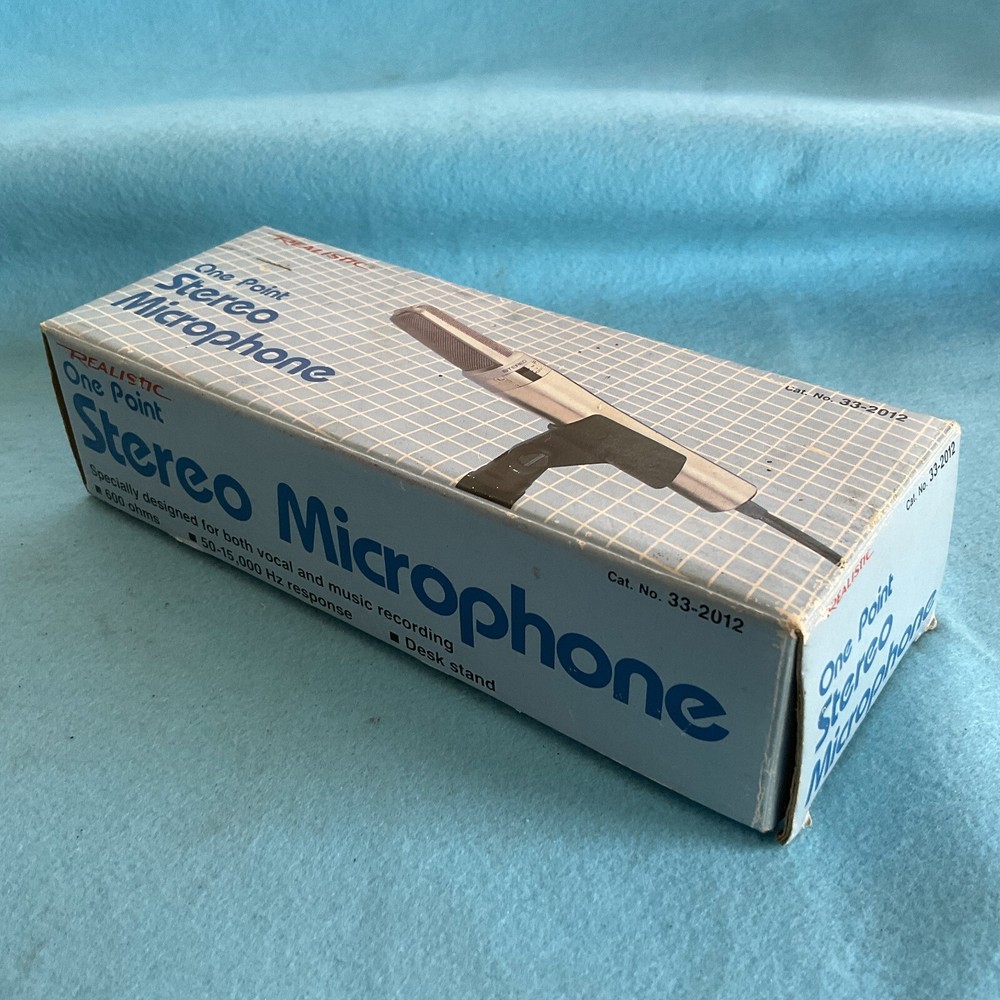 REALISTIC
One Point
Stereo
Microphone
Cat. No. 33-2012
REALISTIC
One Point
Stereo Microphone
Specially designed for both vocal and music recording
■ 600 ohms ■ 50-15,000 Hz response ■ Desk stand
Cat. No. 33-2012
Cat. No. 33-2012
REALISTIC
One Point
Stereo
Microphone